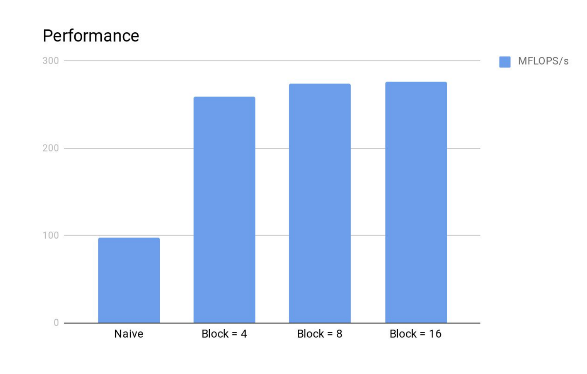 Performance
MFLOPS/s
300
200
100
0
Naive
Block = 4
Block = 8
Block = 16